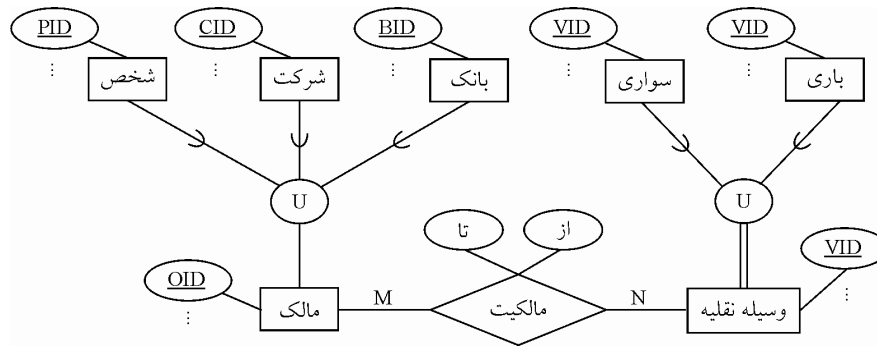 PID CID BID VID VID
شخص شرکت بانک سواری باری
U U
از تا
OID VID
مالک M مالکیت N وسیله نقلیه